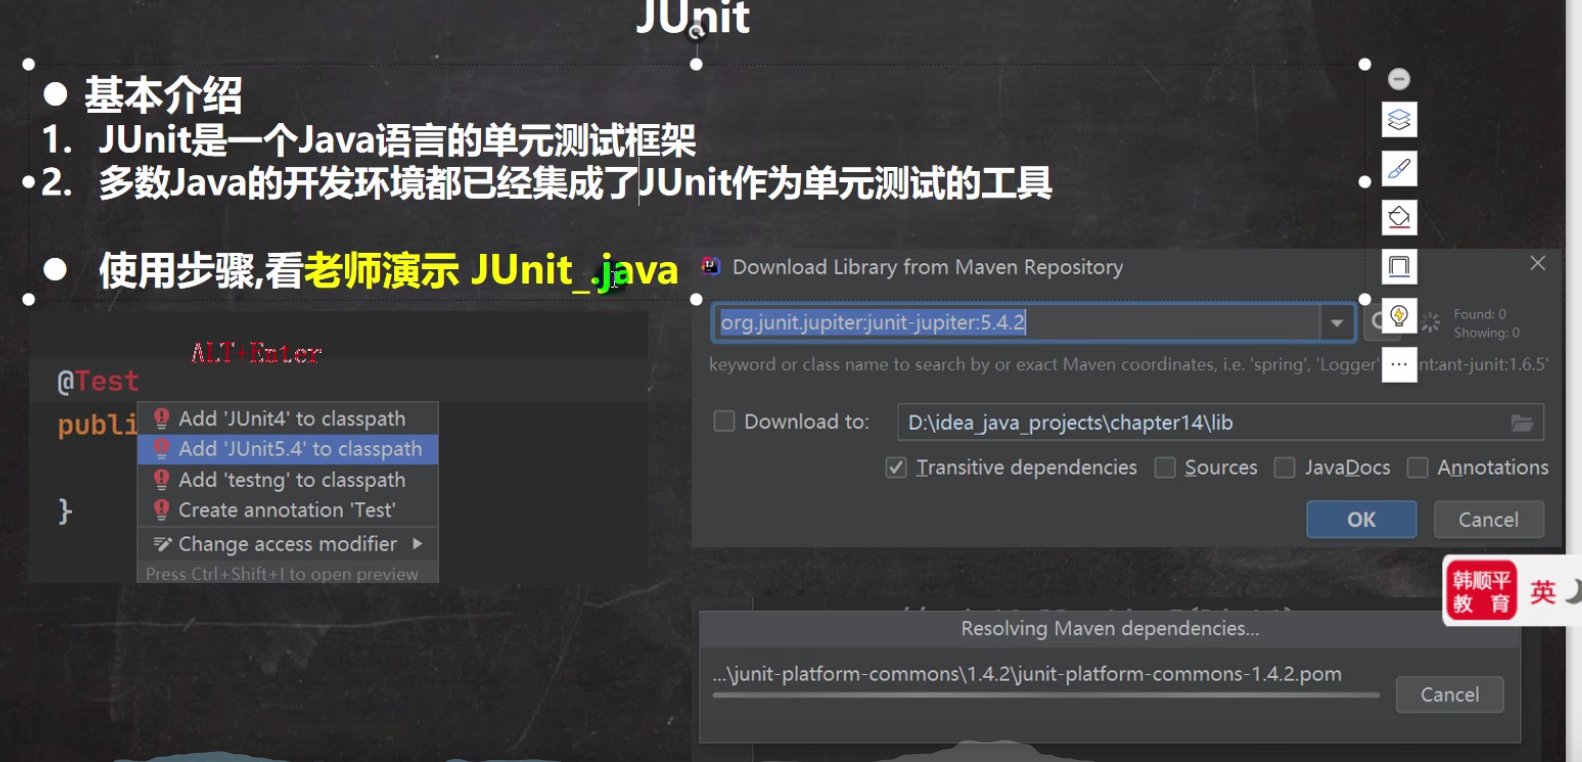 JUnit
● 基本介绍
1. JUnit是一个Java语言的单元测试框架
2. 多数Java的开发环境都已经集成了JUnit作为单元测试的工具
● 使用步骤,看老师演示 JUnit_.java
ALT+Enter
@Test
publi
}
Add 'JUnit4' to classpath
Add 'JUnit5.4' to classpath
Add 'testng' to classpath
Create annotation 'Test'
Change access modifier
Press Ctrl+Shift+I to open preview
Download Library from Maven Repository
org.junit.jupiter:junit-jupiter:5.4.2
Found: 0
Showing: 0
keyword or class name to search by or exact Maven coordinates, i.e. 'spring', 'Logger' nt:ant-junit:1.6.5'
Download to: D:\idea_java_projects\chapter14\lib
Transitive dependencies Sources JavaDocs Annotations
OK Cancel
韩顺平
教育
英
Resolving Maven dependencies...
...\junit-platform-commons\1.4.2\junit-platform-commons-1.4.2.pom
Cancel